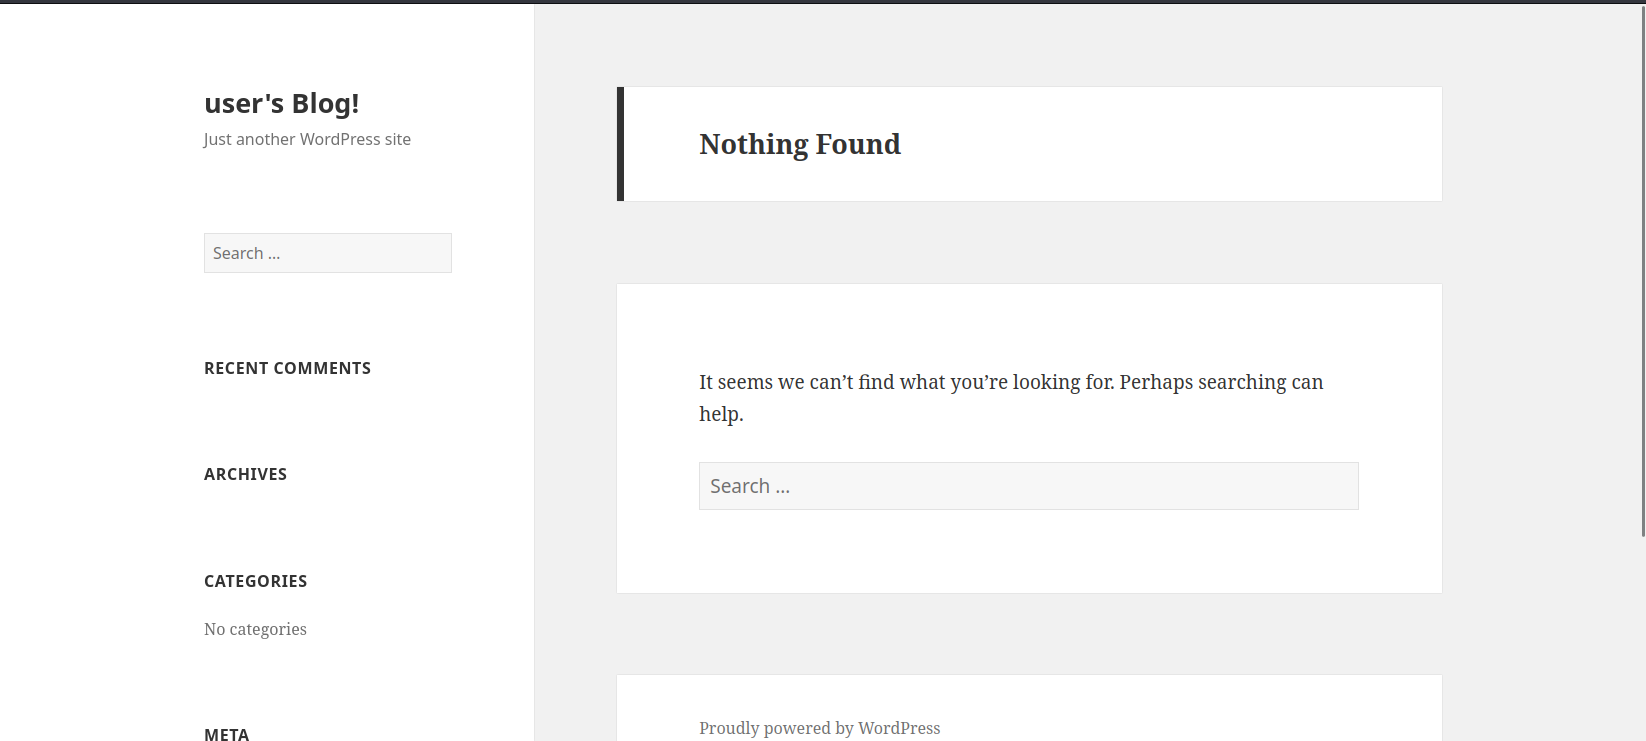 user's Blog!
Just another WordPress site
Search ...
RECENT COMMENTS
ARCHIVES
CATEGORIES
No categories
META
Nothing Found
It seems we can’t find what you’re looking for. Perhaps searching can
help.
Search ...
Proudly powered by WordPress